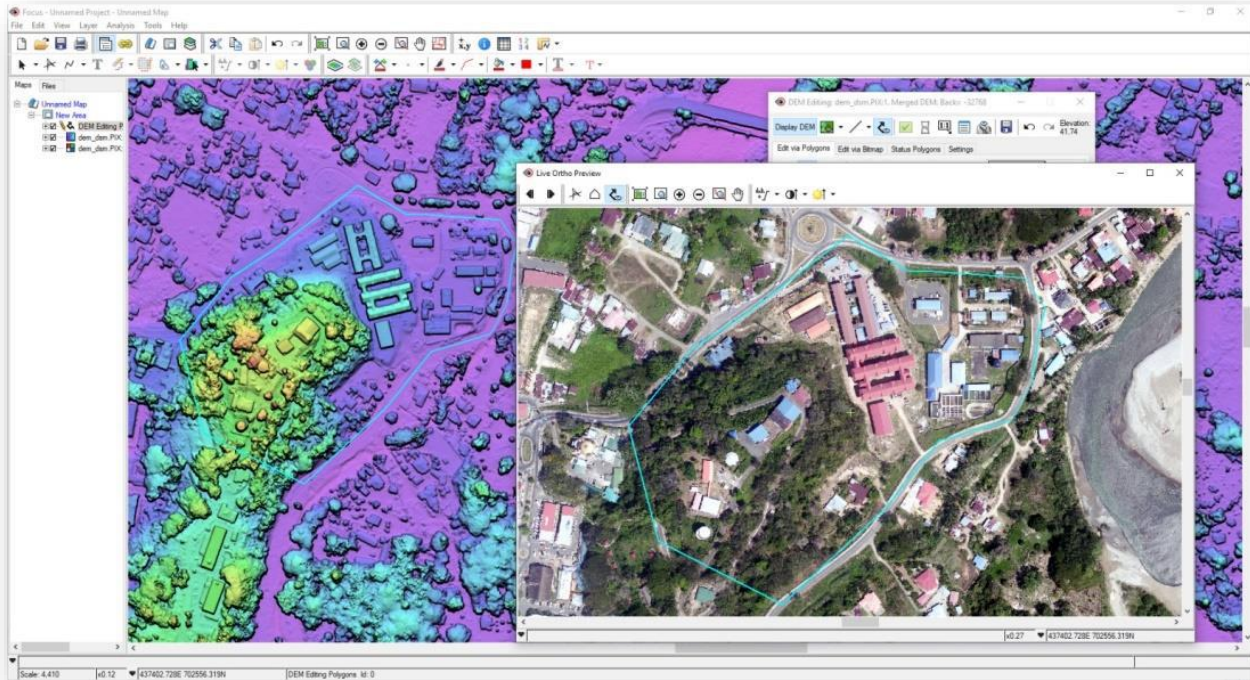 Focus - Unnamed Project - Unnamed Map
File Edit View Layer Analysis Tools Help
Maps Files
Unnamed Map
New Area
DEM Editing P
dem_dsm.PIX:
dem_dsm.PIX:
DEM Editing: dem_dsm.PIX:1. Merged DEM: Backv: -32768
Display DEM
Elevation:
41.74
Edit via Polygons Edit via Bitmap Status Polygons Settings
Live Ortho Preview
x0.27 437402.728E 702556.319N
Scale: 4,410 x0.12 437402.728E 702556.319N DEM Editing Polygons Id: 0